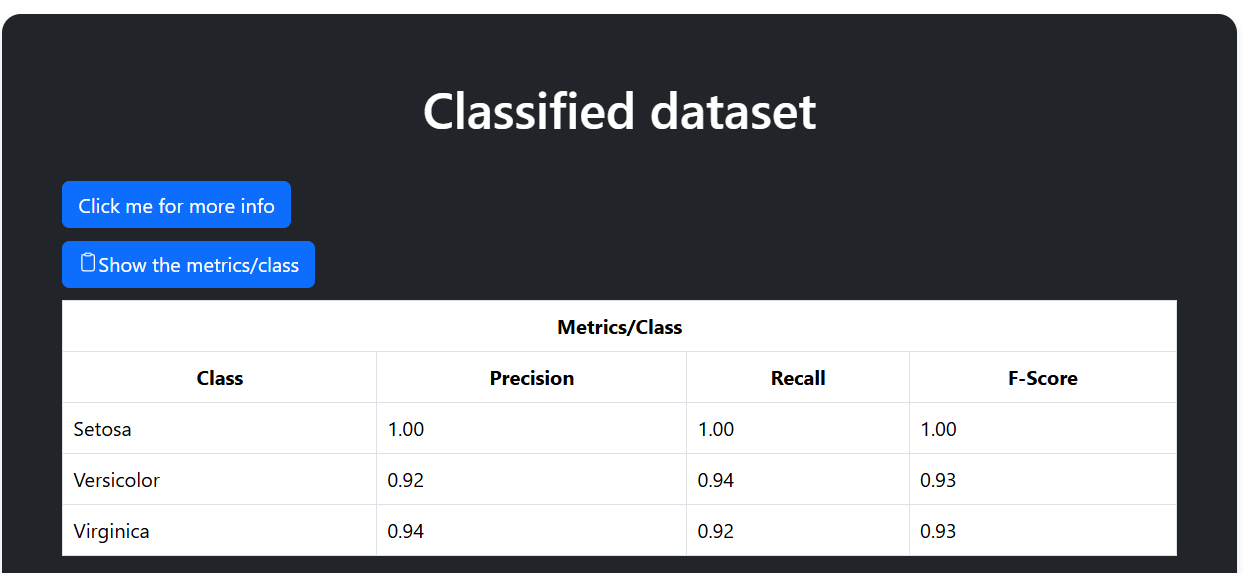 Classified dataset
Click me for more info
Show the metrics/class
Metrics/Class
Class Precision Recall F-Score
Setosa 1.00 1.00 1.00
Versicolor 0.92 0.94 0.93
Virginica 0.94 0.92 0.93